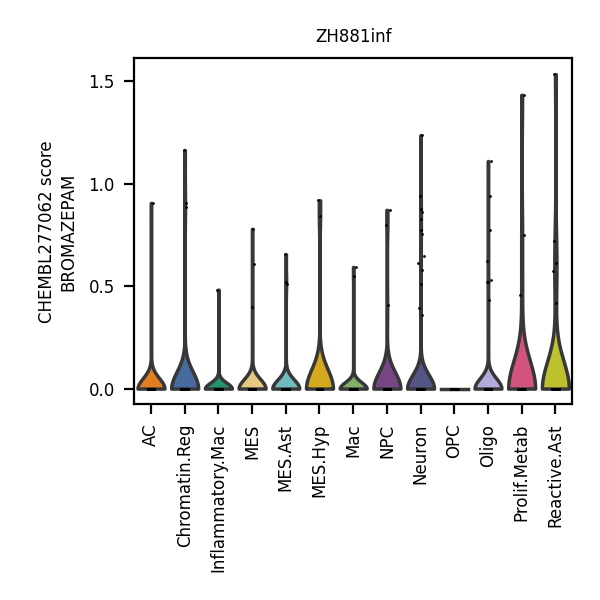 ZH881inf
CHEMBL277062 score
BROMAZEPAM
1.5
1.0
0.5
0.0
AC
Chromatin.Reg
Inflammatory.Mac
MES
MES.Ast
MES.Hyp
Mac
NPC
Neuron
OPC
Oligo
Prolif.Metab
Reactive.Ast